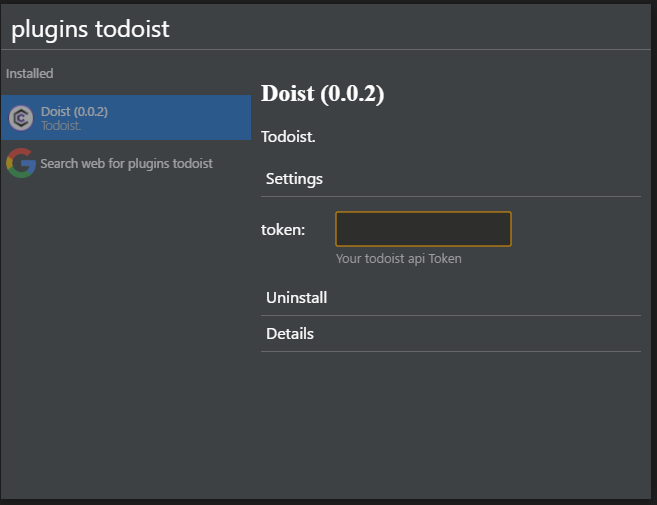 plugins todoist
Installed
Doist (0.0.2)
Todoist.
Search web for plugins todoist
Doist (0.0.2)
Todoist.
Settings
token:
Your todoist api Token
Uninstall
Details